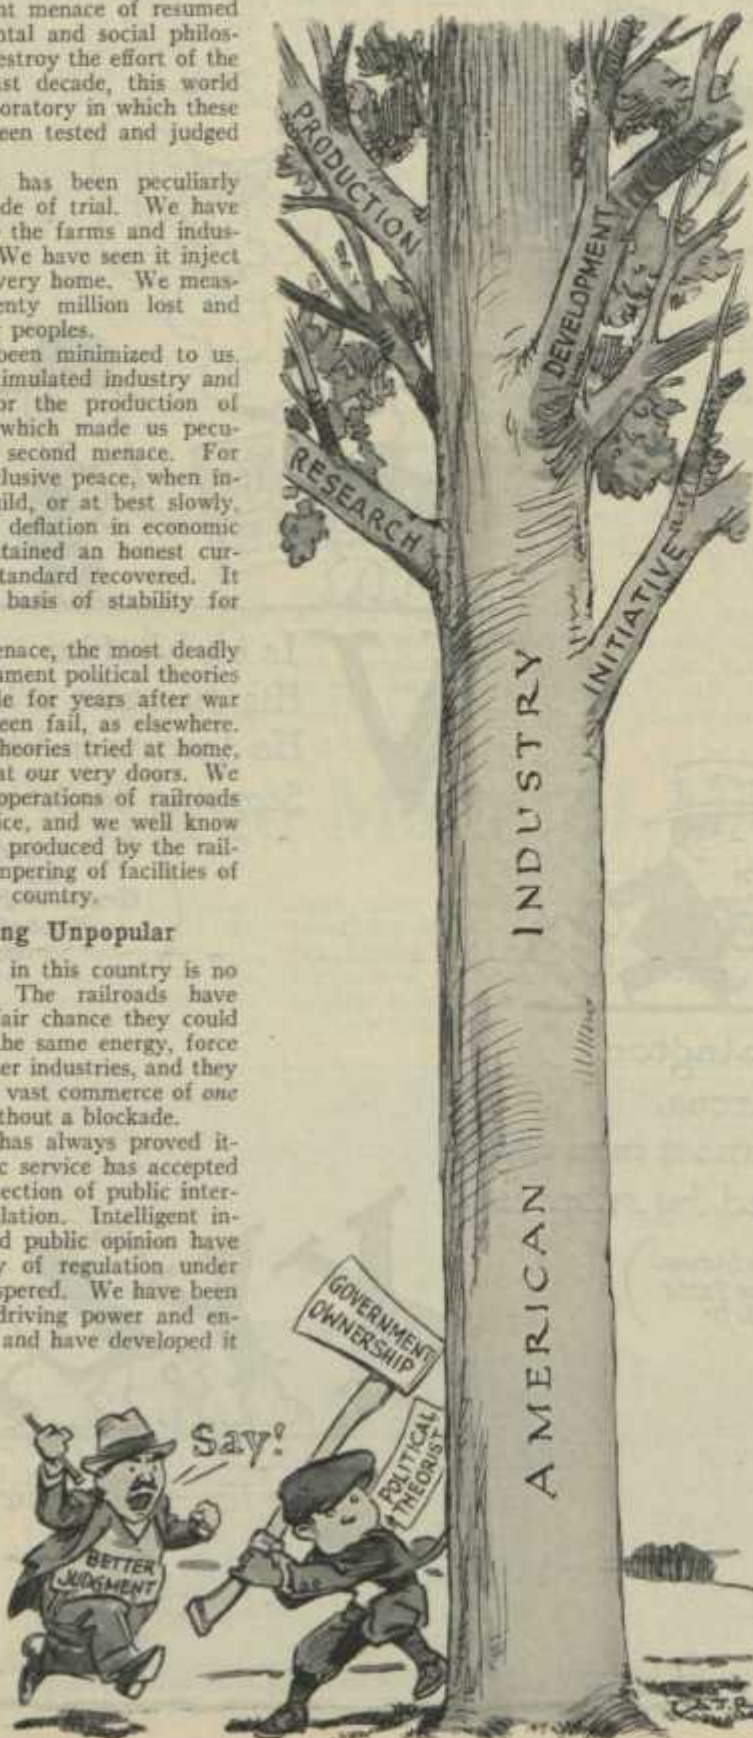 nt menace of resumed
ntal and social philos-
estroy the effort of the
ast decade, this world
oratory in which these
een tested and judged
has been peculiarly
de of trial. We have
the farms and indus-
We have seen it inject
very home. We meas-
enty million lost and
peoples.
been minimized to us.
timulated industry and
or the production of
which made us pecu-
second menace. For
clusive peace, when in-
uild, or at best slowly.
deflation in economic
tained an honest cur-
tandard recovered. It
basis of stability for
enace, the most deadly
nment political theories
le for years after war
een fail, as elsewhere.
heories tried at home,
at our very doors. We
operations of railroads
ice, and we well know
produced by the rail-
mpering of facilities of
country.
ng Unpopular
in this country is no
The railroads have
air chance they could
he same energy, force
er industries, and they
vast commerce of one
thout a blockade.
has always proved it-
ic service has accepted
ection of public inter-
lation. Intelligent in-
d public opinion have
y of regulation under
spered. We have been
driving power and en-
and have developed it
PRODUCTION
DEVELOPMENT
RESEARCH
INITIATIVE
AMERICAN INDUSTRY
GOVERNMENT
OWNERSHIP
POLITICAL
THEORIST
Say!
BETTER
JUDGMENT